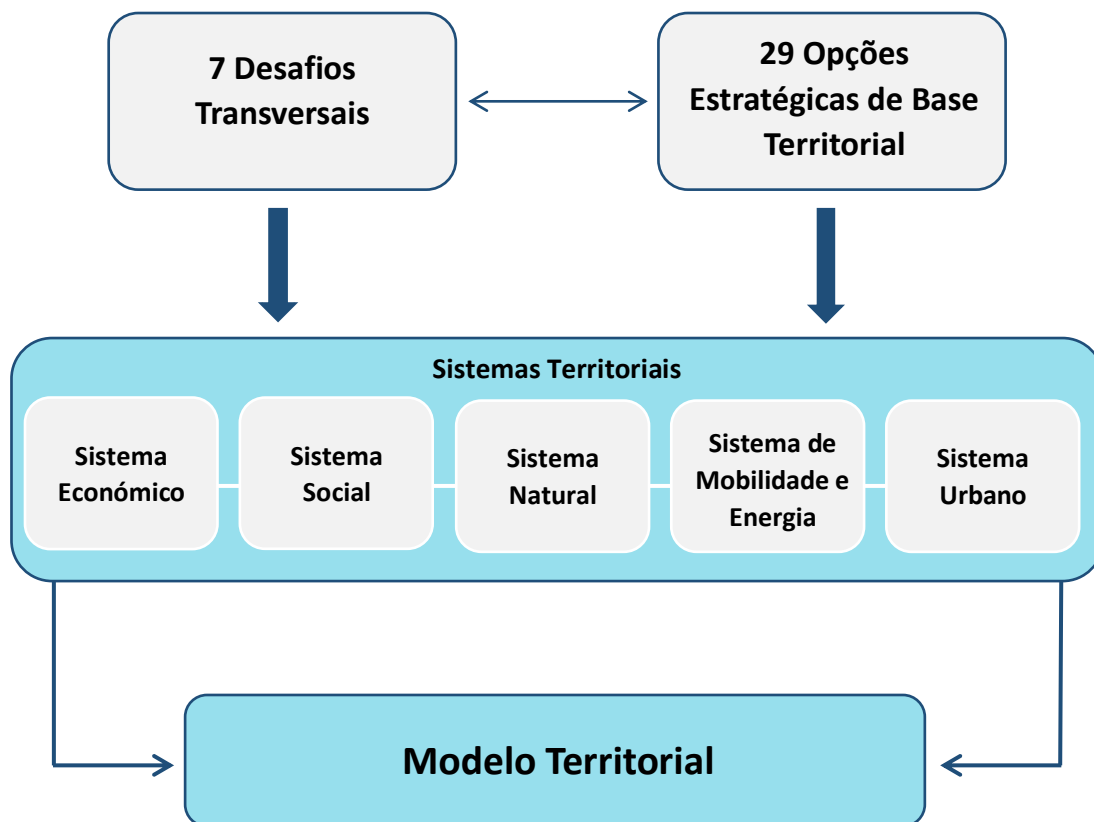 7 Desafios
Transversais
29 Opções
Estratégicas de Base
Territorial
Sistemas Territoriais
Sistema
Económico
Sistema
Social
Sistema
Natural
Sistema de
Mobilidade e
Energia
Sistema
Urbano
Modelo Territorial